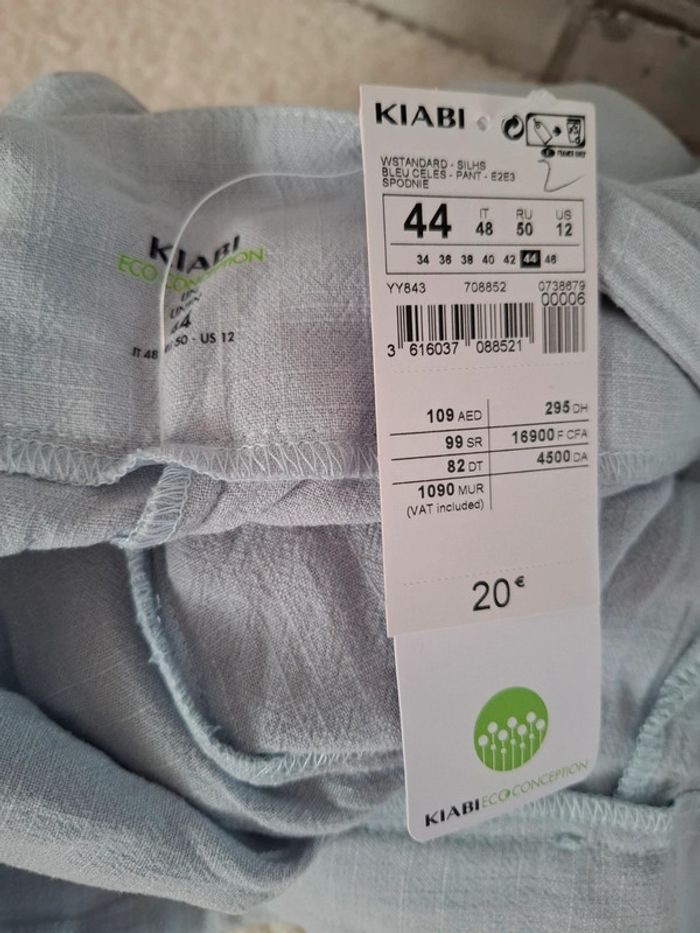 KIABI
WSTANDARD - SILHS
BLEU CELES - PANT - E2E3
SPODNIE
44 IT 48 RU 50 US 12
34 36 38 40 42 44 46
YY843 708852 0738679
00006
3 616037 088521
109 AED 295 DH
99 SR 16900 F CFA
82 DT 4500 DA
1090 MUR
(VAT included)
20€
KIABI ECO CONCEPTION
KIABI
ECO CONCEPTION
44
IT 48 50 - US 12